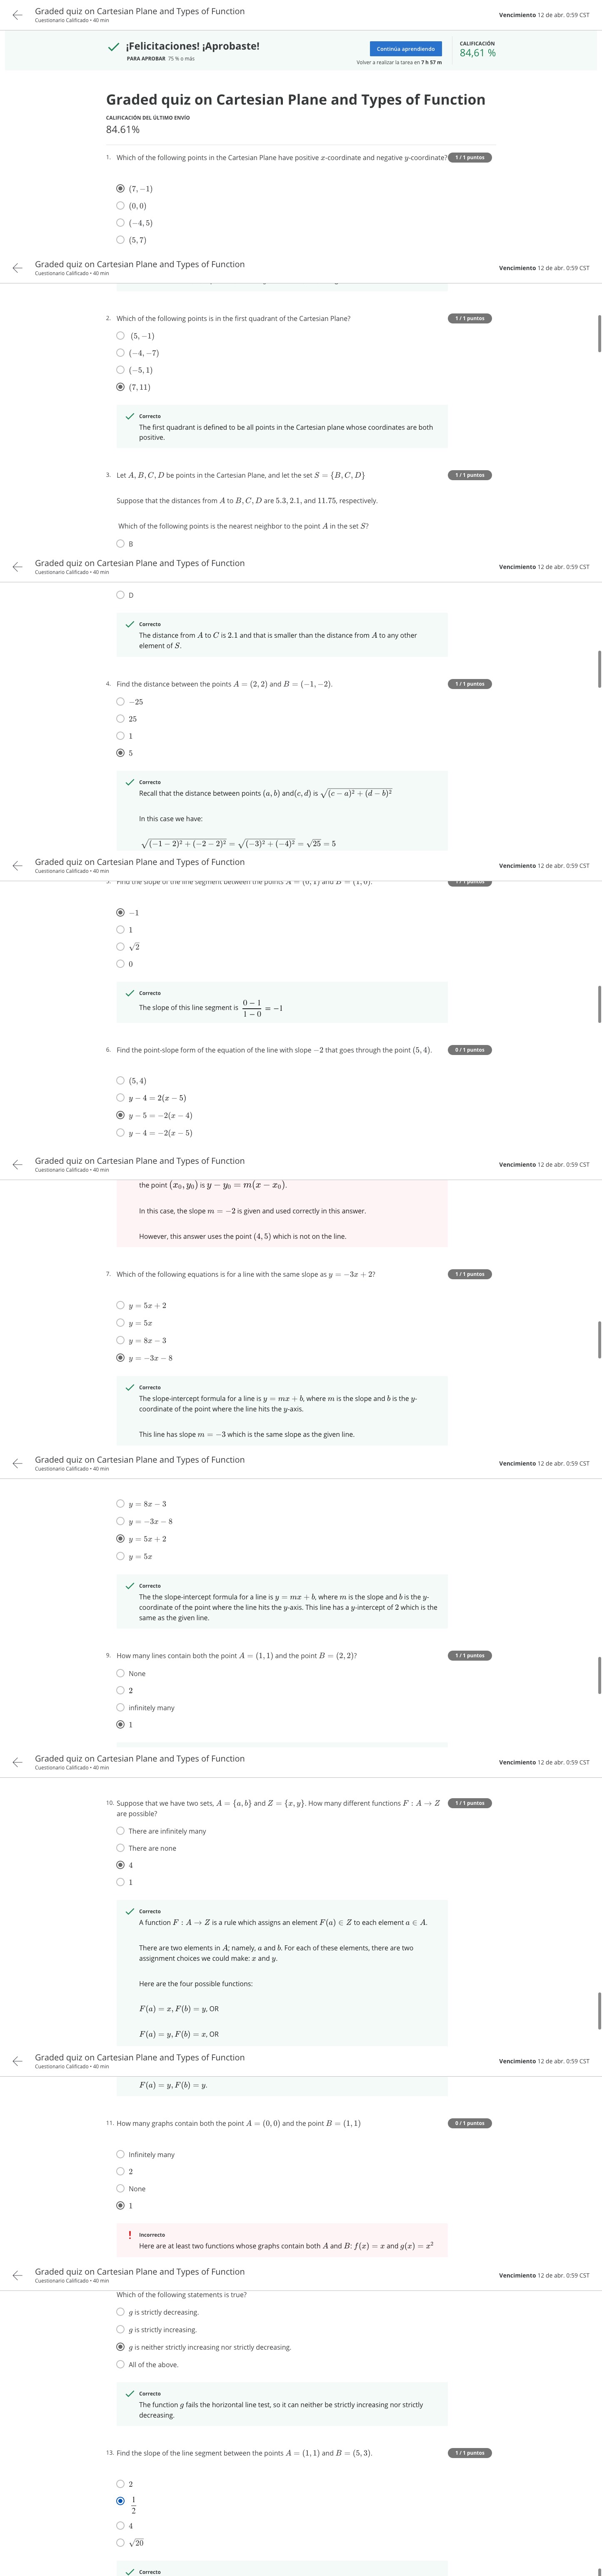 Graded quiz on Cartesian Plane and Types of Function
Cuestionario Calificado • 40 min
Vencimiento 12 de abr. 0:59 CST
¡Felicitaciones! ¡Aprobaste!
PARA APROBAR 75 % o más
Continúa aprendiendo
Volver a realizar la tarea en 7 h 57 m
CALIFICACIÓN
84,61 %
Graded quiz on Cartesian Plane and Types of Function
CALIFICACIÓN DEL ÚLTIMO ENVÍO
84.61%
1. Which of the following points in the Cartesian Plane have positive x-coordinate and negative y-coordinate? 1 / 1 puntos
(7, −1)
(0, 0)
(−4, 5)
(5, 7)
Graded quiz on Cartesian Plane and Types of Function
Cuestionario Calificado • 40 min
Vencimiento 12 de abr. 0:59 CST
2. Which of the following points is in the first quadrant of the Cartesian Plane? 1 / 1 puntos
(5, −1)
(−4, −7)
(−5, 1)
(7, 11)
Correcto
The first quadrant is defined to be all points in the Cartesian plane whose coordinates are both
positive.
3. Let A, B, C, D be points in the Cartesian Plane, and let the set S = {B, C, D} 1 / 1 puntos
Suppose that the distances from A to B, C, D are 5.3, 2.1, and 11.75, respectively.
Which of the following points is the nearest neighbor to the point A in the set S?
B
Graded quiz on Cartesian Plane and Types of Function
Cuestionario Calificado • 40 min
Vencimiento 12 de abr. 0:59 CST
D
Correcto
The distance from A to C is 2.1 and that is smaller than the distance from A to any other
element of S.
4. Find the distance between the points A = (2, 2) and B = (−1, −2). 1 / 1 puntos
−25
25
1
5
Correcto
Recall that the distance between points (a, b) and(c, d) is √((c − a)² + (d − b)²)
In this case we have:
√((−1 − 2)² + (−2 − 2)²) = √((−3)² + (−4)²) = √25 = 5
Graded quiz on Cartesian Plane and Types of Function
Cuestionario Calificado • 40 min
Vencimiento 12 de abr. 0:59 CST
5. Find the slope of the line segment between the points A = (0, 1) and B = (1, 0). 1 / 1 puntos
−1
1
√2
0
Correcto
The slope of this line segment is (0 − 1)/(1 − 0) = −1
6. Find the point-slope form of the equation of the line with slope −2 that goes through the point (5, 4). 0 / 1 puntos
(5, 4)
y − 4 = 2(x − 5)
y − 5 = −2(x − 4)
y − 4 = −2(x − 5)
Graded quiz on Cartesian Plane and Types of Function
Cuestionario Calificado • 40 min
Vencimiento 12 de abr. 0:59 CST
the point (x₀, y₀) is y − y₀ = m(x − x₀).
In this case, the slope m = −2 is given and used correctly in this answer.
However, this answer uses the point (4, 5) which is not on the line.
7. Which of the following equations is for a line with the same slope as y = −3x + 2? 1 / 1 puntos
y = 5x + 2
y = 5x
y = 8x − 3
y = −3x − 8
Correcto
The slope-intercept formula for a line is y = mx + b, where m is the slope and b is the y-
coordinate of the point where the line hits the y-axis.
This line has slope m = −3 which is the same slope as the given line.
Graded quiz on Cartesian Plane and Types of Function
Cuestionario Calificado • 40 min
Vencimiento 12 de abr. 0:59 CST
y = 8x − 3
y = −3x − 8
y = 5x + 2
y = 5x
Correcto
The the slope-intercept formula for a line is y = mx + b, where m is the slope and b is the y-
coordinate of the point where the line hits the y-axis. This line has a y-intercept of 2 which is the
same as the given line.
9. How many lines contain both the point A = (1, 1) and the point B = (2, 2)? 1 / 1 puntos
None
2
infinitely many
1
Graded quiz on Cartesian Plane and Types of Function
Cuestionario Calificado • 40 min
Vencimiento 12 de abr. 0:59 CST
10. Suppose that we have two sets, A = {a, b} and Z = {x, y}. How many different functions F : A → Z 1 / 1 puntos
are possible?
There are infinitely many
There are none
4
1
Correcto
A function F : A → Z is a rule which assigns an element F(a) ∈ Z to each element a ∈ A.
There are two elements in A; namely, a and b. For each of these elements, there are two
assignment choices we could make: x and y.
Here are the four possible functions:
F(a) = x, F(b) = y, OR
F(a) = y, F(b) = x, OR
Graded quiz on Cartesian Plane and Types of Function
Cuestionario Calificado • 40 min
Vencimiento 12 de abr. 0:59 CST
F(a) = y, F(b) = y.
11. How many graphs contain both the point A = (0, 0) and the point B = (1, 1) 0 / 1 puntos
Infinitely many
2
None
1
Incorrecto
Here are at least two functions whose graphs contain both A and B: f(x) = x and g(x) = x²
Graded quiz on Cartesian Plane and Types of Function
Cuestionario Calificado • 40 min
Vencimiento 12 de abr. 0:59 CST
Which of the following statements is true?
g is strictly decreasing.
g is strictly increasing.
g is neither strictly increasing nor strictly decreasing.
All of the above.
Correcto
The function g fails the horizontal line test, so it can neither be strictly increasing nor strictly
decreasing.
13. Find the slope of the line segment between the points A = (1, 1) and B = (5, 3). 1 / 1 puntos
2
1/2
4
√20
Correcto